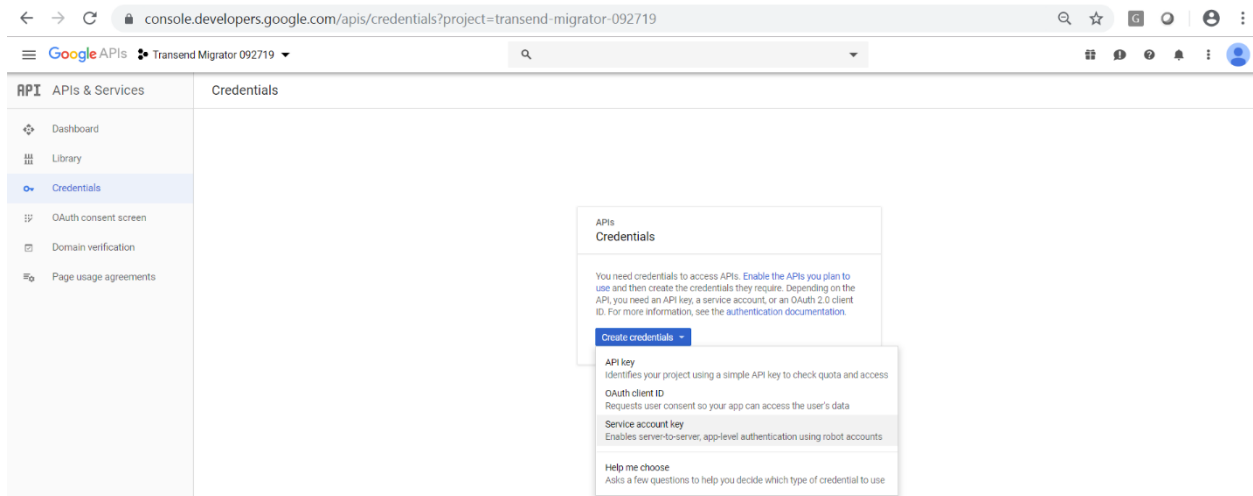 console.developers.google.com/apis/credentials?project=transend-migrator-092719
G
Google APIs Transend Migrator 092719
API APIs & Services
Credentials
Dashboard
Library
Credentials
OAuth consent screen
Domain verification
Page usage agreements
APIs
Credentials
You need credentials to access APIs. Enable the APIs you plan to
use and then create the credentials they require. Depending on the
API, you need an API key, a service account, or an OAuth 2.0 client
ID. For more information, see the authentication documentation.
Create credentials
API key
Identifies your project using a simple API key to check quota and access
OAuth client ID
Requests user consent so your app can access the user's data
Service account key
Enables server-to-server, app-level authentication using robot accounts
Help me choose
Asks a few questions to help you decide which type of credential to use